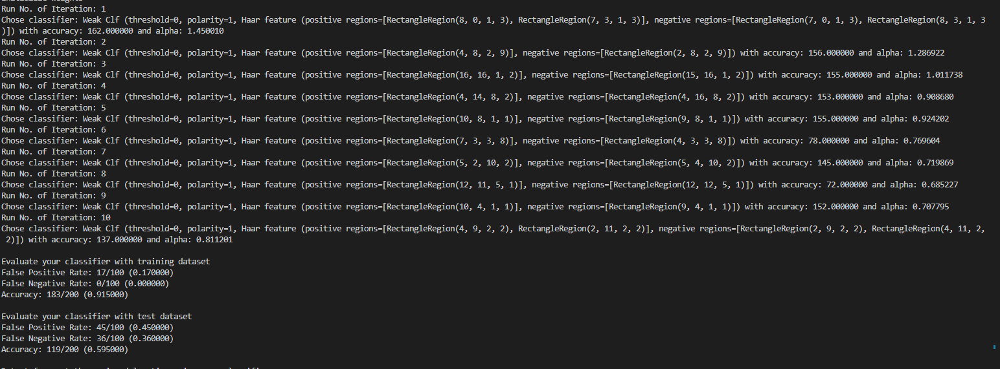 Run No. of Iteration: 1
Chose classifier: Weak Clf (threshold=0, polarity=1, Haar feature (positive regions=[RectangleRegion(8, 0, 1, 3), RectangleRegion(7, 3, 1, 3)], negative regions=[RectangleRegion(7, 0, 1, 3), RectangleRegion(8, 3, 1, 3
)]) with accuracy: 162.000000 and alpha: 1.450010
Run No. of Iteration: 2
Chose classifier: Weak Clf (threshold=0, polarity=1, Haar feature (positive regions=[RectangleRegion(4, 8, 2, 9)], negative regions=[RectangleRegion(2, 8, 2, 9)]) with accuracy: 156.000000 and alpha: 1.286922
Run No. of Iteration: 3
Chose classifier: Weak Clf (threshold=0, polarity=1, Haar feature (positive regions=[RectangleRegion(16, 16, 1, 2)], negative regions=[RectangleRegion(15, 16, 1, 2)]) with accuracy: 155.000000 and alpha: 1.011738
Run No. of Iteration: 4
Chose classifier: Weak Clf (threshold=0, polarity=1, Haar feature (positive regions=[RectangleRegion(4, 14, 8, 2)], negative regions=[RectangleRegion(4, 16, 8, 2)]) with accuracy: 153.000000 and alpha: 0.908680
Run No. of Iteration: 5
Chose classifier: Weak Clf (threshold=0, polarity=1, Haar feature (positive regions=[RectangleRegion(10, 8, 1, 1)], negative regions=[RectangleRegion(9, 8, 1, 1)]) with accuracy: 155.000000 and alpha: 0.924202
Run No. of Iteration: 6
Chose classifier: Weak Clf (threshold=0, polarity=1, Haar feature (positive regions=[RectangleRegion(7, 3, 3, 8)], negative regions=[RectangleRegion(4, 3, 3, 8)]) with accuracy: 78.000000 and alpha: 0.769604
Run No. of Iteration: 7
Chose classifier: Weak Clf (threshold=0, polarity=1, Haar feature (positive regions=[RectangleRegion(5, 2, 10, 2)], negative regions=[RectangleRegion(5, 4, 10, 2)]) with accuracy: 145.000000 and alpha: 0.719869
Run No. of Iteration: 8
Chose classifier: Weak Clf (threshold=0, polarity=1, Haar feature (positive regions=[RectangleRegion(12, 11, 5, 1)], negative regions=[RectangleRegion(12, 12, 5, 1)]) with accuracy: 72.000000 and alpha: 0.685227
Run No. of Iteration: 9
Chose classifier: Weak Clf (threshold=0, polarity=1, Haar feature (positive regions=[RectangleRegion(10, 4, 1, 1)], negative regions=[RectangleRegion(9, 4, 1, 1)]) with accuracy: 152.000000 and alpha: 0.707795
Run No. of Iteration: 10
Chose classifier: Weak Clf (threshold=0, polarity=1, Haar feature (positive regions=[RectangleRegion(4, 9, 2, 2), RectangleRegion(2, 11, 2, 2)], negative regions=[RectangleRegion(2, 9, 2, 2), RectangleRegion(4, 11, 2,
2)]) with accuracy: 137.000000 and alpha: 0.811201
Evaluate your classifier with training dataset
False Positive Rate: 17/100 (0.170000)
False Negative Rate: 0/100 (0.000000)
Accuracy: 183/200 (0.915000)
Evaluate your classifier with test dataset
False Positive Rate: 45/100 (0.450000)
False Negative Rate: 36/100 (0.360000)
Accuracy: 119/200 (0.595000)